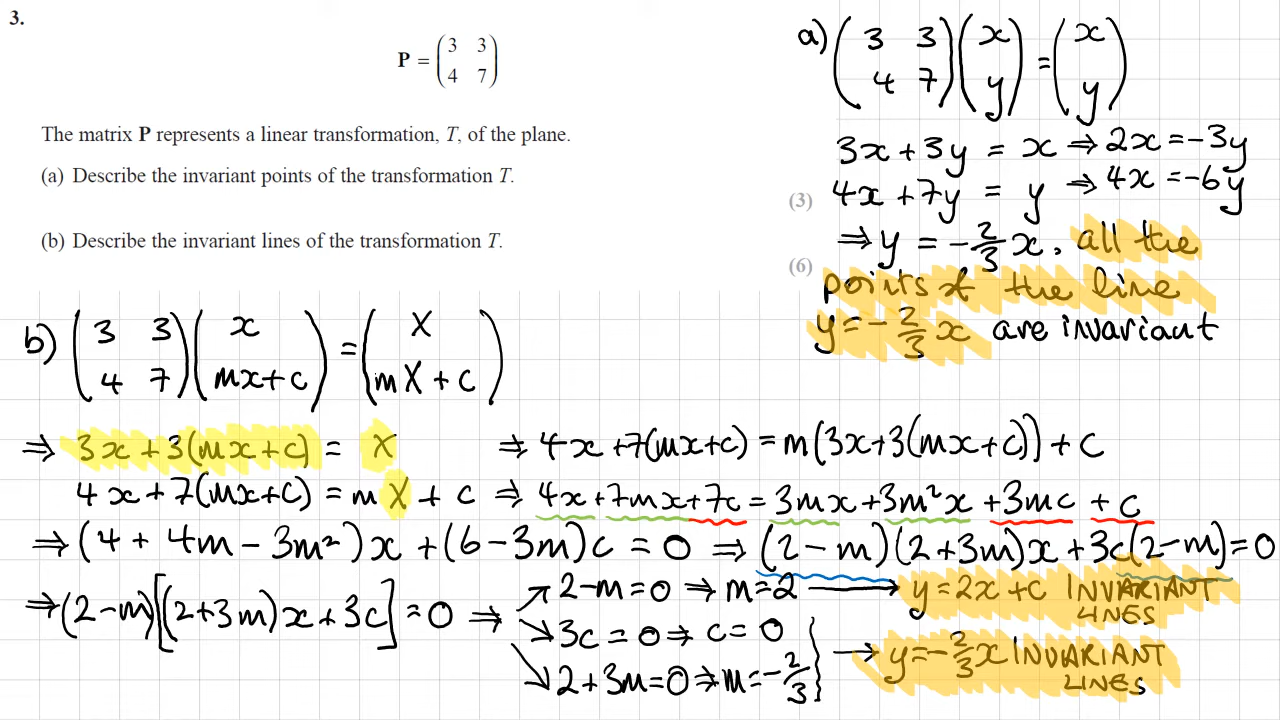 3.
P = (3 3
4 7)
The matrix P represents a linear transformation, T, of the plane.
(a) Describe the invariant points of the transformation T.
(3)
(b) Describe the invariant lines of the transformation T.
(6)
a) (3 3
4 7)(x
y) = (x
y)
3x + 3y = x ⇒ 2x = -3y
4x + 7y = y ⇒ 4x = -6y
⇒ y = -2/3 x. all the
points of the line
y = -2/3 x are invariant
b) (3 3
4 7)(x
mx+c) = (X
mX + c)
⇒ 3x + 3(mx+c) = X ⇒ 4x + 7(mx+c) = m(3x+3(mx+c)) + c
4x + 7(mx+c) = mX + c ⇒ 4x + 7mx + 7c = 3mx + 3m²x + 3mc + c
⇒ (4 + 4m - 3m²)x + (6 - 3m)c = 0 ⇒ (2 - m)(2 + 3m)x + 3c(2 - m) = 0
⇒ (2-m)[(2+3m)x + 3c] = 0 ⇒ 2-m=0 ⇒ m=2 → y=2x+c INVARIANT LINES
3c = 0 ⇒ c = 0
2 + 3m = 0 ⇒ m = -2/3 } → y = -2/3 x INVARIANT LINES